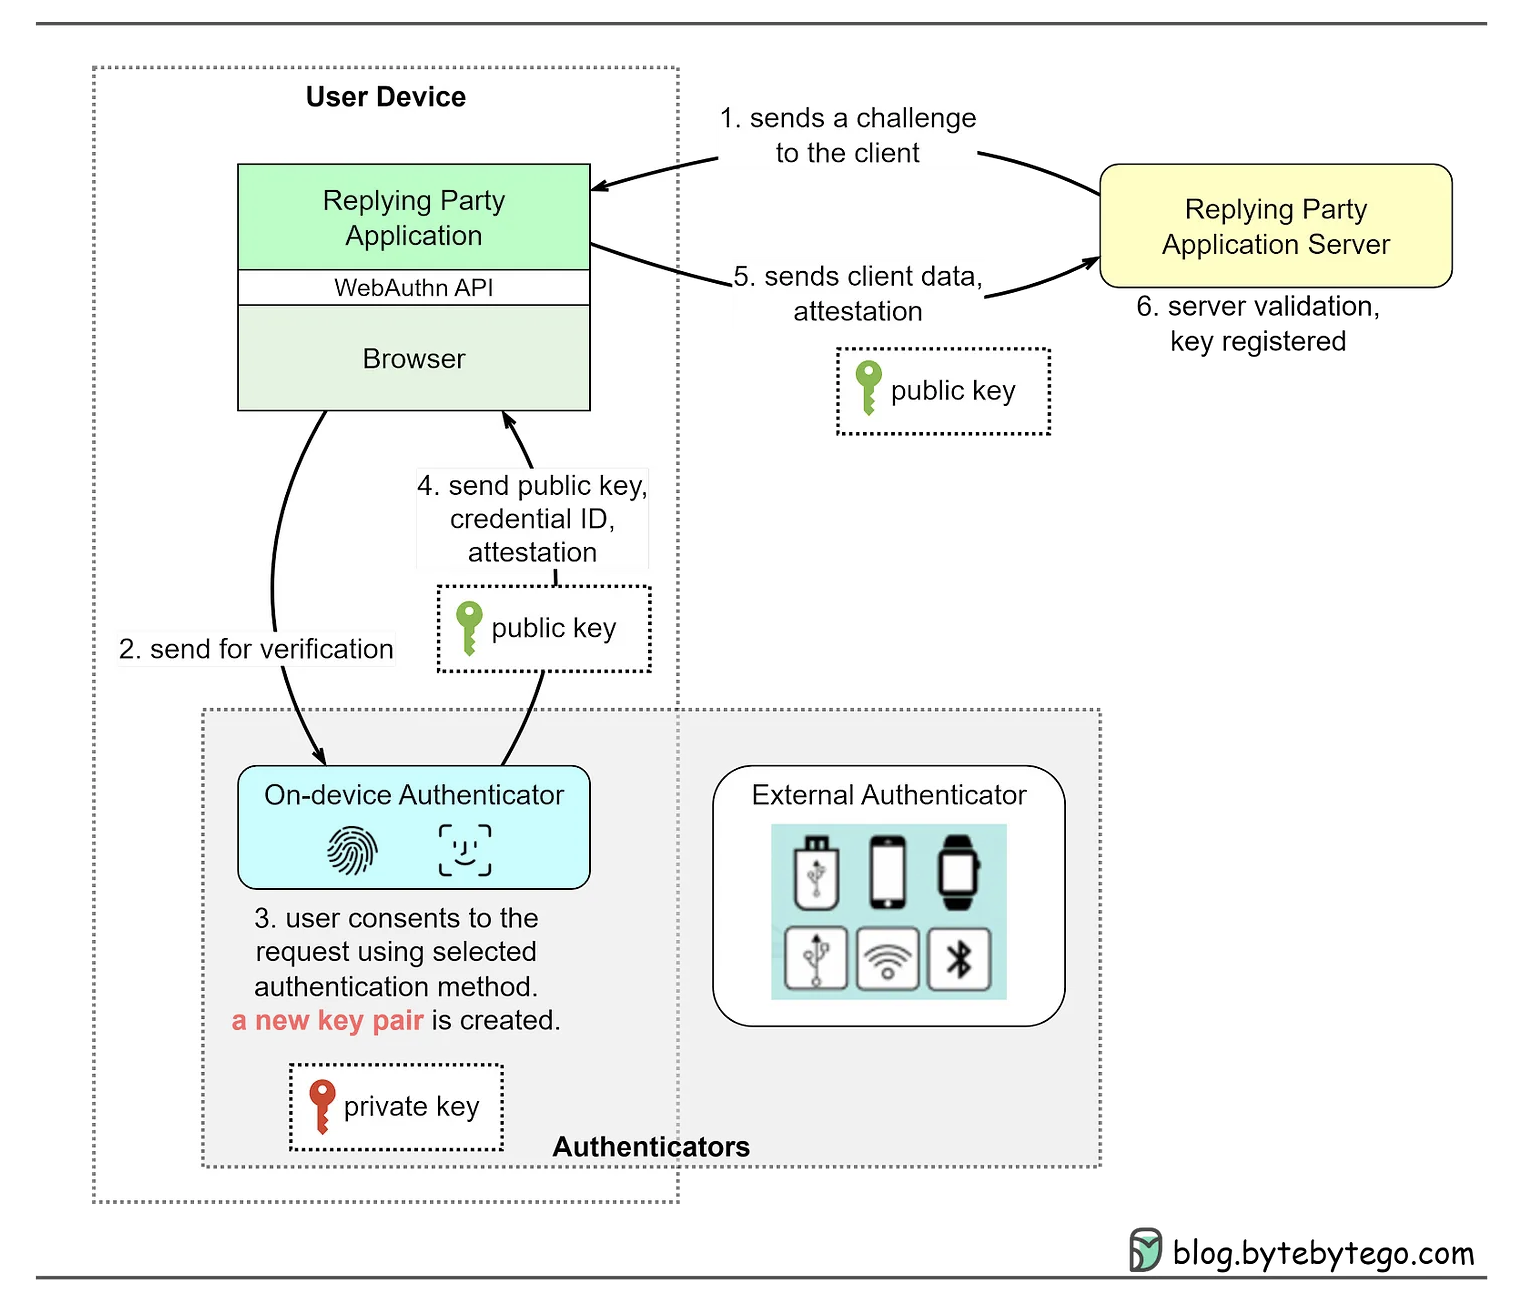 User Device
Replying Party
Application
WebAuthn API
Browser
1. sends a challenge
to the client
Replying Party
Application Server
5. sends client data,
attestation
6. server validation,
key registered
public key
4. send public key,
credential ID,
attestation
public key
2. send for verification
On-device Authenticator
External Authenticator
3. user consents to the
request using selected
authentication method.
a new key pair is created.
private key
Authenticators
blog.bytebytego.com